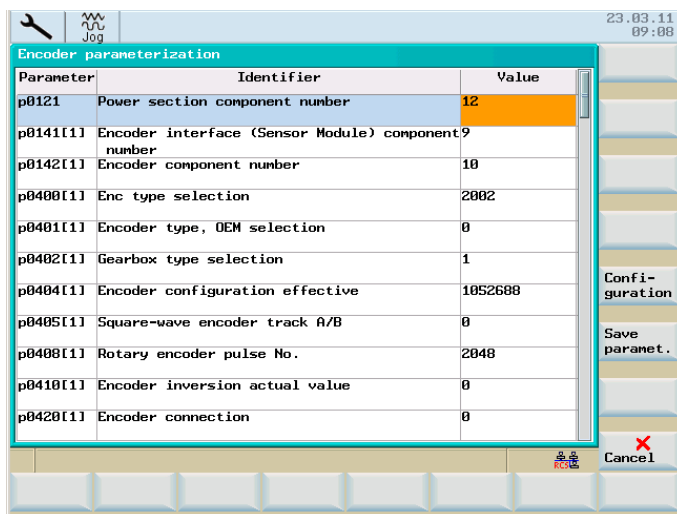 23.03.11
09:08
Jog
Encoder parameterization
Parameter Identifier Value
p0121 Power section component number 12
p0141[1] Encoder interface (Sensor Module) component 9
number
p0142[1] Encoder component number 10
p0400[1] Enc type selection 2002
p0401[1] Encoder type, OEM selection 0
p0402[1] Gearbox type selection 1
p0404[1] Encoder configuration effective 1052688
p0405[1] Square-wave encoder track A/B 0
p0408[1] Rotary encoder pulse No. 2048
p0410[1] Encoder inversion actual value 0
p0420[1] Encoder connection 0
Confi-
guration
Save
paramet.
Cancel
RCS